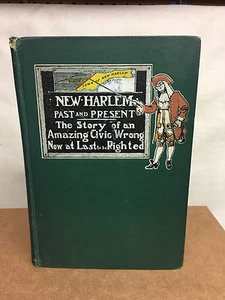 NEW HARLEM
PAST AND PRESENT
The Story of an
Amazing Civic Wrong
Now at Last to be Righted